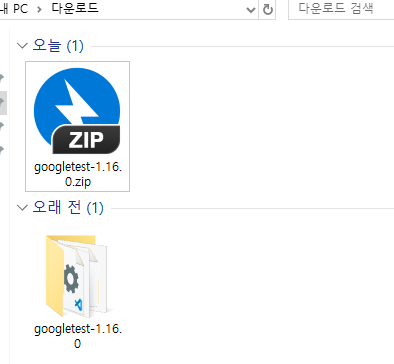 내 PC > 다운로드
다운로드 검색
오늘 (1)
ZIP
googletest-1.16.
0.zip
오래 전 (1)
googletest-1.16.
0